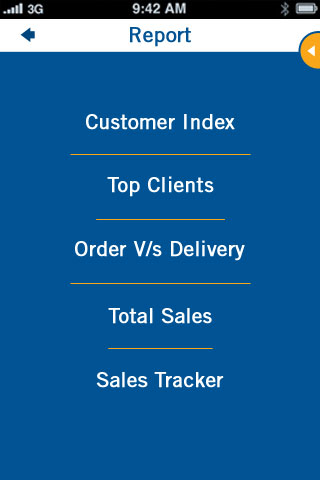 3G 9:42 AM
Report
Customer Index
Top Clients
Order V/s Delivery
Total Sales
Sales Tracker